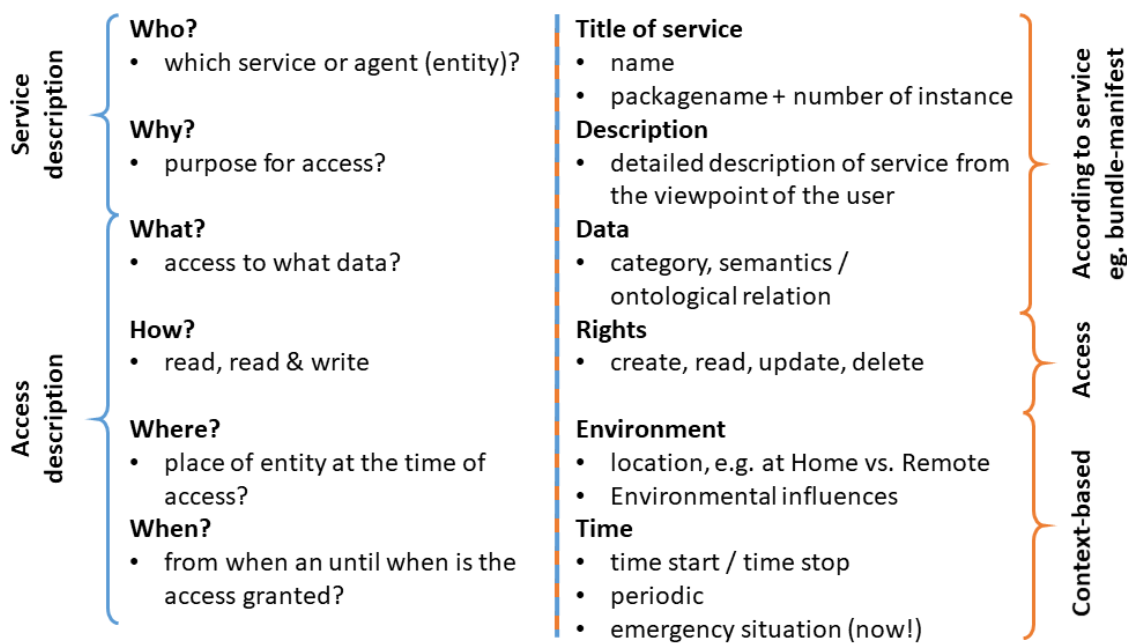 Service
description
Access
description
Who?
• which service or agent (entity)?
Why?
• purpose for access?
What?
• access to what data?
How?
• read, read & write
Where?
• place of entity at the time of
access?
When?
• from when an until when is the
access granted?
Title of service
• name
• packagename + number of instance
Description
• detailed description of service from
the viewpoint of the user
Data
• category, semantics /
ontological relation
Rights
• create, read, update, delete
Environment
• location, e.g. at Home vs. Remote
• Environmental influences
Time
• time start / time stop
• periodic
• emergency situation (now!)
According to service
eg. bundle-manifest
Access
Context-based